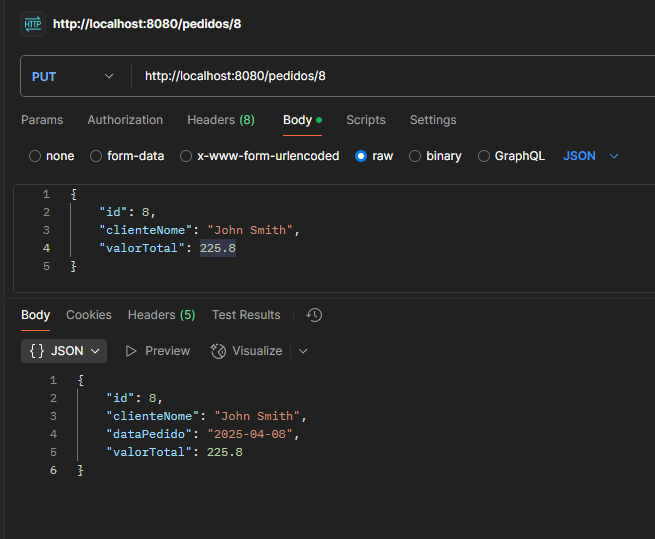 HTTP http://localhost:8080/pedidos/8
PUT http://localhost:8080/pedidos/8
Params Authorization Headers (8) Body Scripts Settings
none form-data x-www-form-urlencoded raw binary GraphQL JSON
1 {
2 "id": 8,
3 "clienteNome": "John Smith",
4 "valorTotal": 225.8
5 }
Body Cookies Headers (5) Test Results
{} JSON Preview Visualize
1 {
2 "id": 8,
3 "clienteNome": "John Smith",
4 "dataPedido": "2025-04-08",
5 "valorTotal": 225.8
6 }